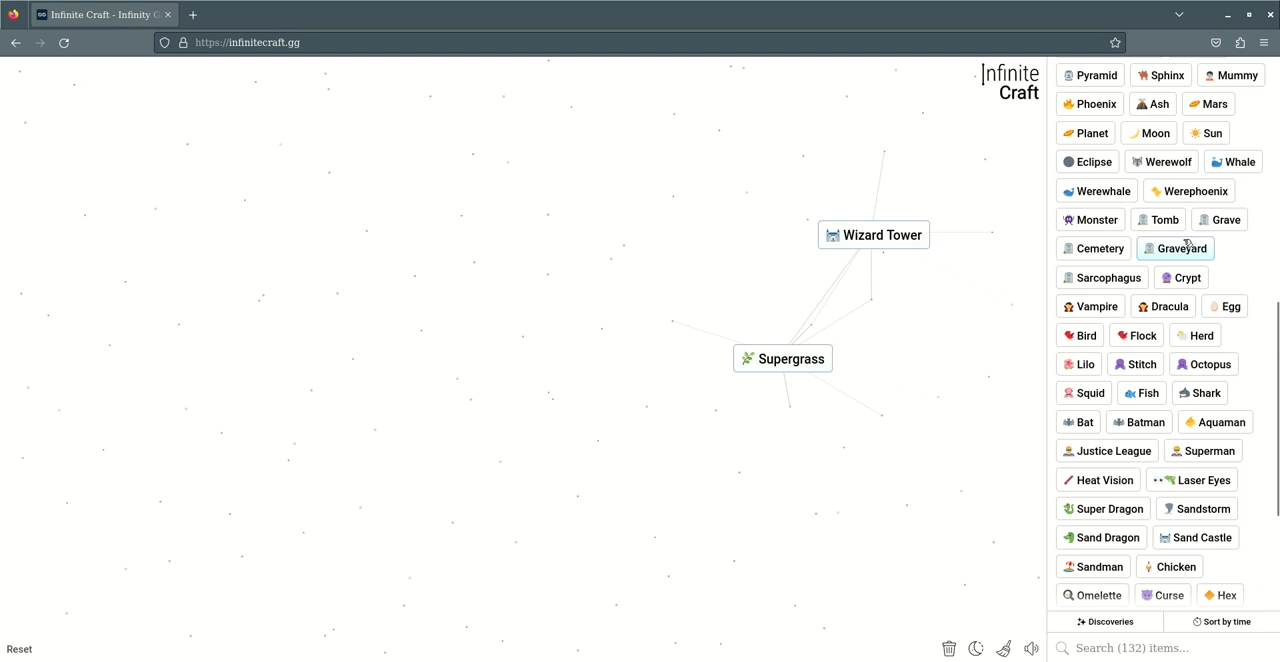 Infinite Craft - Infinity G
https://infinitecraft.gg
Infinite
Craft
Pyramid Sphinx Mummy
Phoenix Ash Mars
Planet Moon Sun
Eclipse Werewolf Whale
Werewhale Werephoenix
Monster Tomb Grave
Cemetery Graveyard
Sarcophagus Crypt
Vampire Dracula Egg
Bird Flock Herd
Lilo Stitch Octopus
Squid Fish Shark
Bat Batman Aquaman
Justice League Superman
Heat Vision Laser Eyes
Super Dragon Sandstorm
Sand Dragon Sand Castle
Sandman Chicken
Omelette Curse Hex
Wizard Tower
Supergrass
Discoveries Sort by time
Search (132) items...
Reset